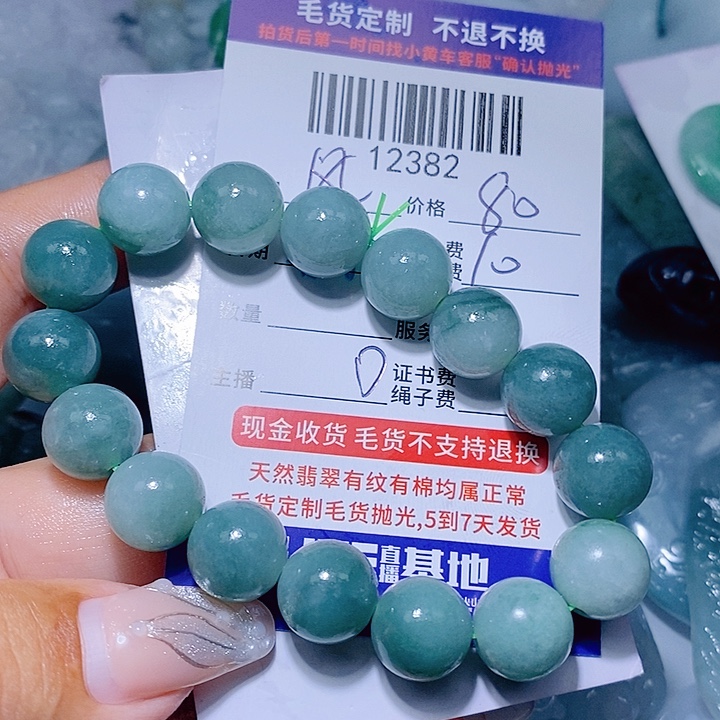 毛货定制 不退不换
拍货后第一时间找小黄车客服"确认抛光"
12382
价格 80
费
费 10
数量
服务
主播
证书费
绳子费
现金收货 毛货不支持退换
天然翡翠有纹有棉均属正常
毛货定制毛货抛光,5到7天发货
直播
基地